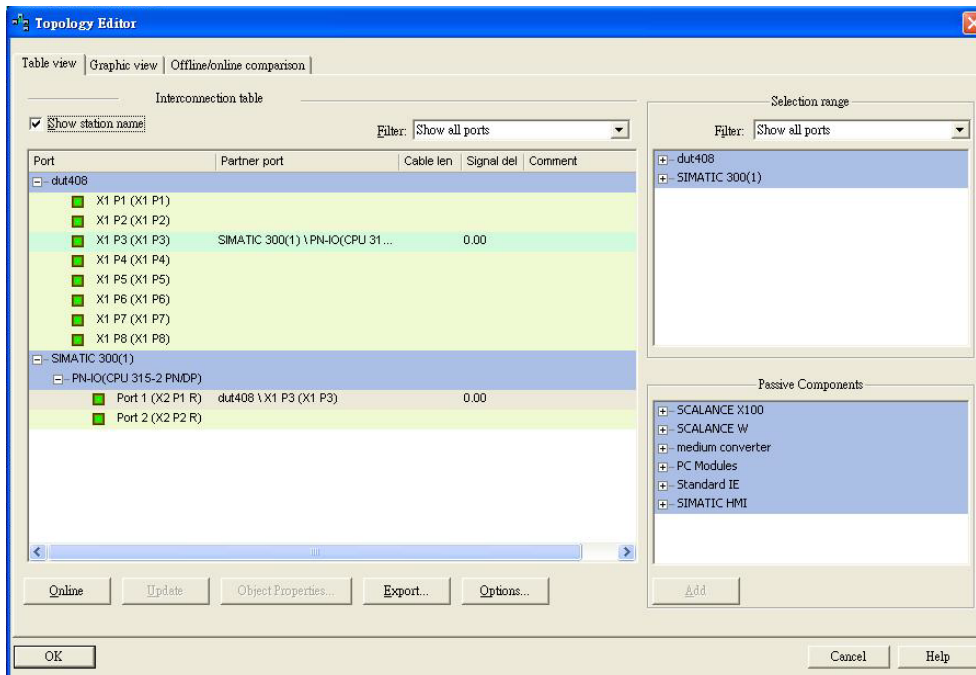 Topology Editor
Table view Graphic view Offline/online comparison
Interconnection table
Show station name
Filter: Show all ports
Port Partner port Cable len Signal del Comment
dut408
X1 P1 (X1 P1)
X1 P2 (X1 P2)
X1 P3 (X1 P3) SIMATIC 300(1) \ PN-IO(CPU 31... 0.00
X1 P4 (X1 P4)
X1 P5 (X1 P5)
X1 P6 (X1 P6)
X1 P7 (X1 P7)
X1 P8 (X1 P8)
SIMATIC 300(1)
PN-IO(CPU 315-2 PN/DP)
Port 1 (X2 P1 R) dut408 \ X1 P3 (X1 P3) 0.00
Port 2 (X2 P2 R)
Online Update Object Properties... Export... Options...
Selection range
Filter: Show all ports
dut408
SIMATIC 300(1)
Passive Components
SCALANCE X100
SCALANCE W
medium converter
PC Modules
Standard IE
SIMATIC HMI
Add
OK Cancel Help